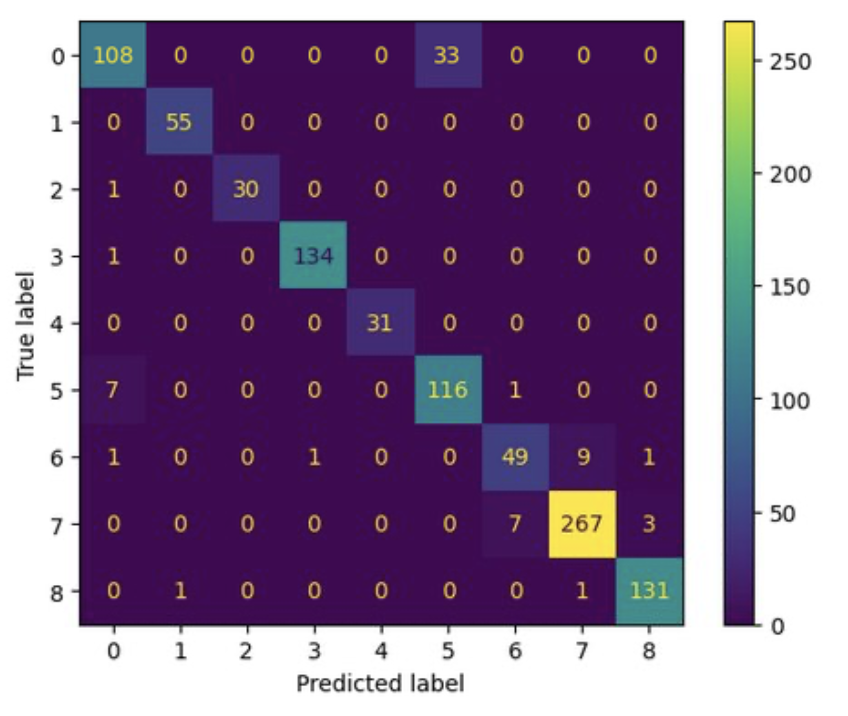 0 108 0 0 0 0 33 0 0 0
1 0 55 0 0 0 0 0 0 0
2 1 0 30 0 0 0 0 0 0
3 1 0 0 134 0 0 0 0 0
4 0 0 0 0 31 0 0 0 0
5 7 0 0 0 0 116 1 0 0
6 1 0 0 1 0 0 49 9 1
7 0 0 0 0 0 0 7 267 3
8 0 1 0 0 0 0 0 1 131
0 1 2 3 4 5 6 7 8
Predicted label
True label
250
200
150
100
50
0